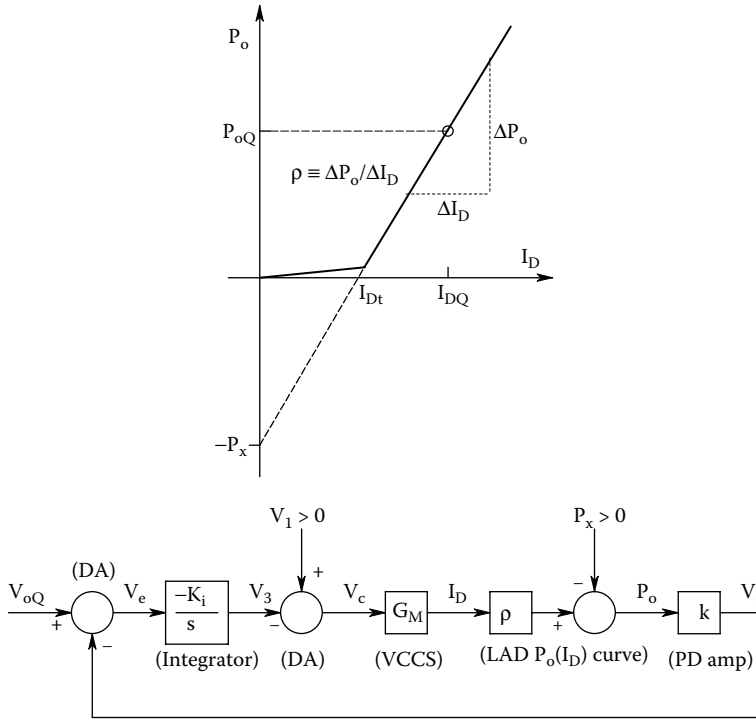 P_o
P_oQ
ρ ≡ ΔP_o/ΔI_D
ΔP_o
ΔI_D
I_D
I_Dt
I_DQ
−P_x
V_1 > 0
P_x > 0
(DA)
V_oQ
+
−
V_e
−K_i
s
(Integrator)
V_3
+
−
(DA)
V_c
G_M
(VCCS)
I_D
ρ
(LAD P_o(I_D) curve)
−
+
P_o
k
(PD amp)
V